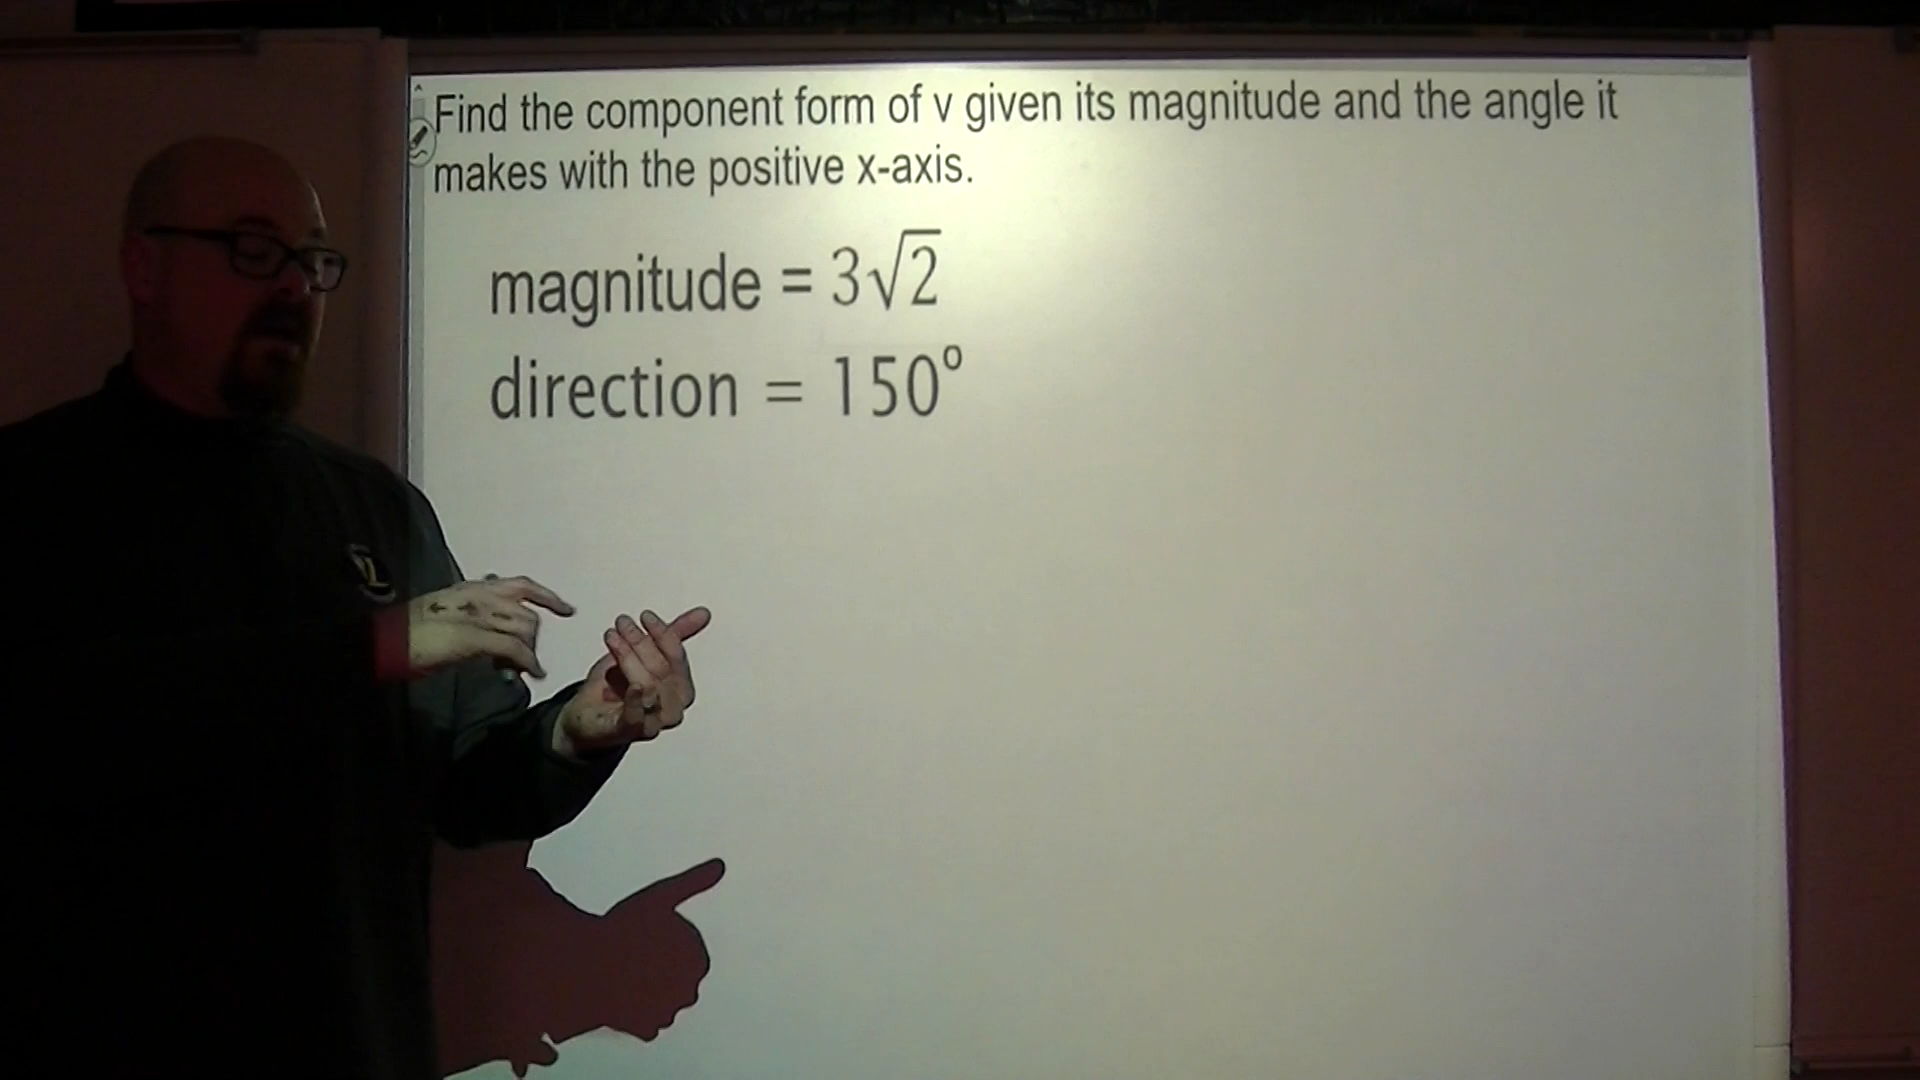 Find the component form of v given its magnitude and the angle it
makes with the positive x-axis.
magnitude = 3√2
direction = 150°